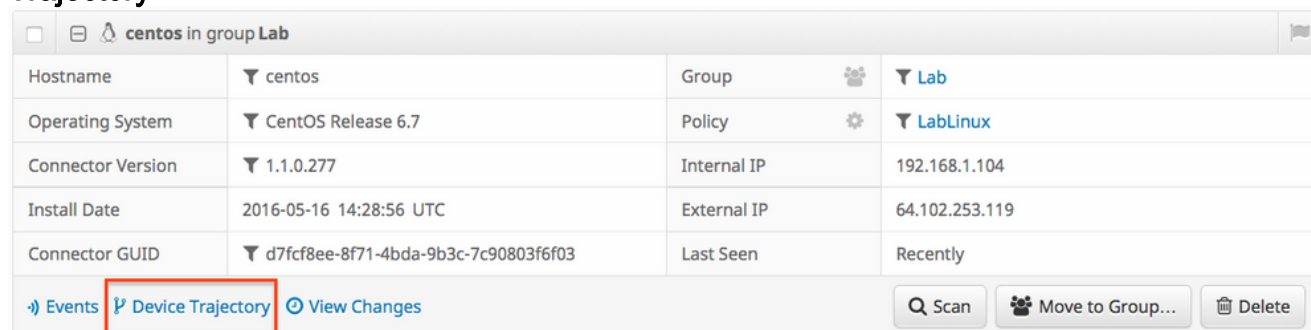 Trajectory
centos in group Lab
Hostname centos Group Lab
Operating System CentOS Release 6.7 Policy LabLinux
Connector Version 1.1.0.277 Internal IP 192.168.1.104
Install Date 2016-05-16 14:28:56 UTC External IP 64.102.253.119
Connector GUID d7fcf8ee-8f71-4bda-9b3c-7c90803f6f03 Last Seen Recently
Events Device Trajectory View Changes Scan Move to Group... Delete